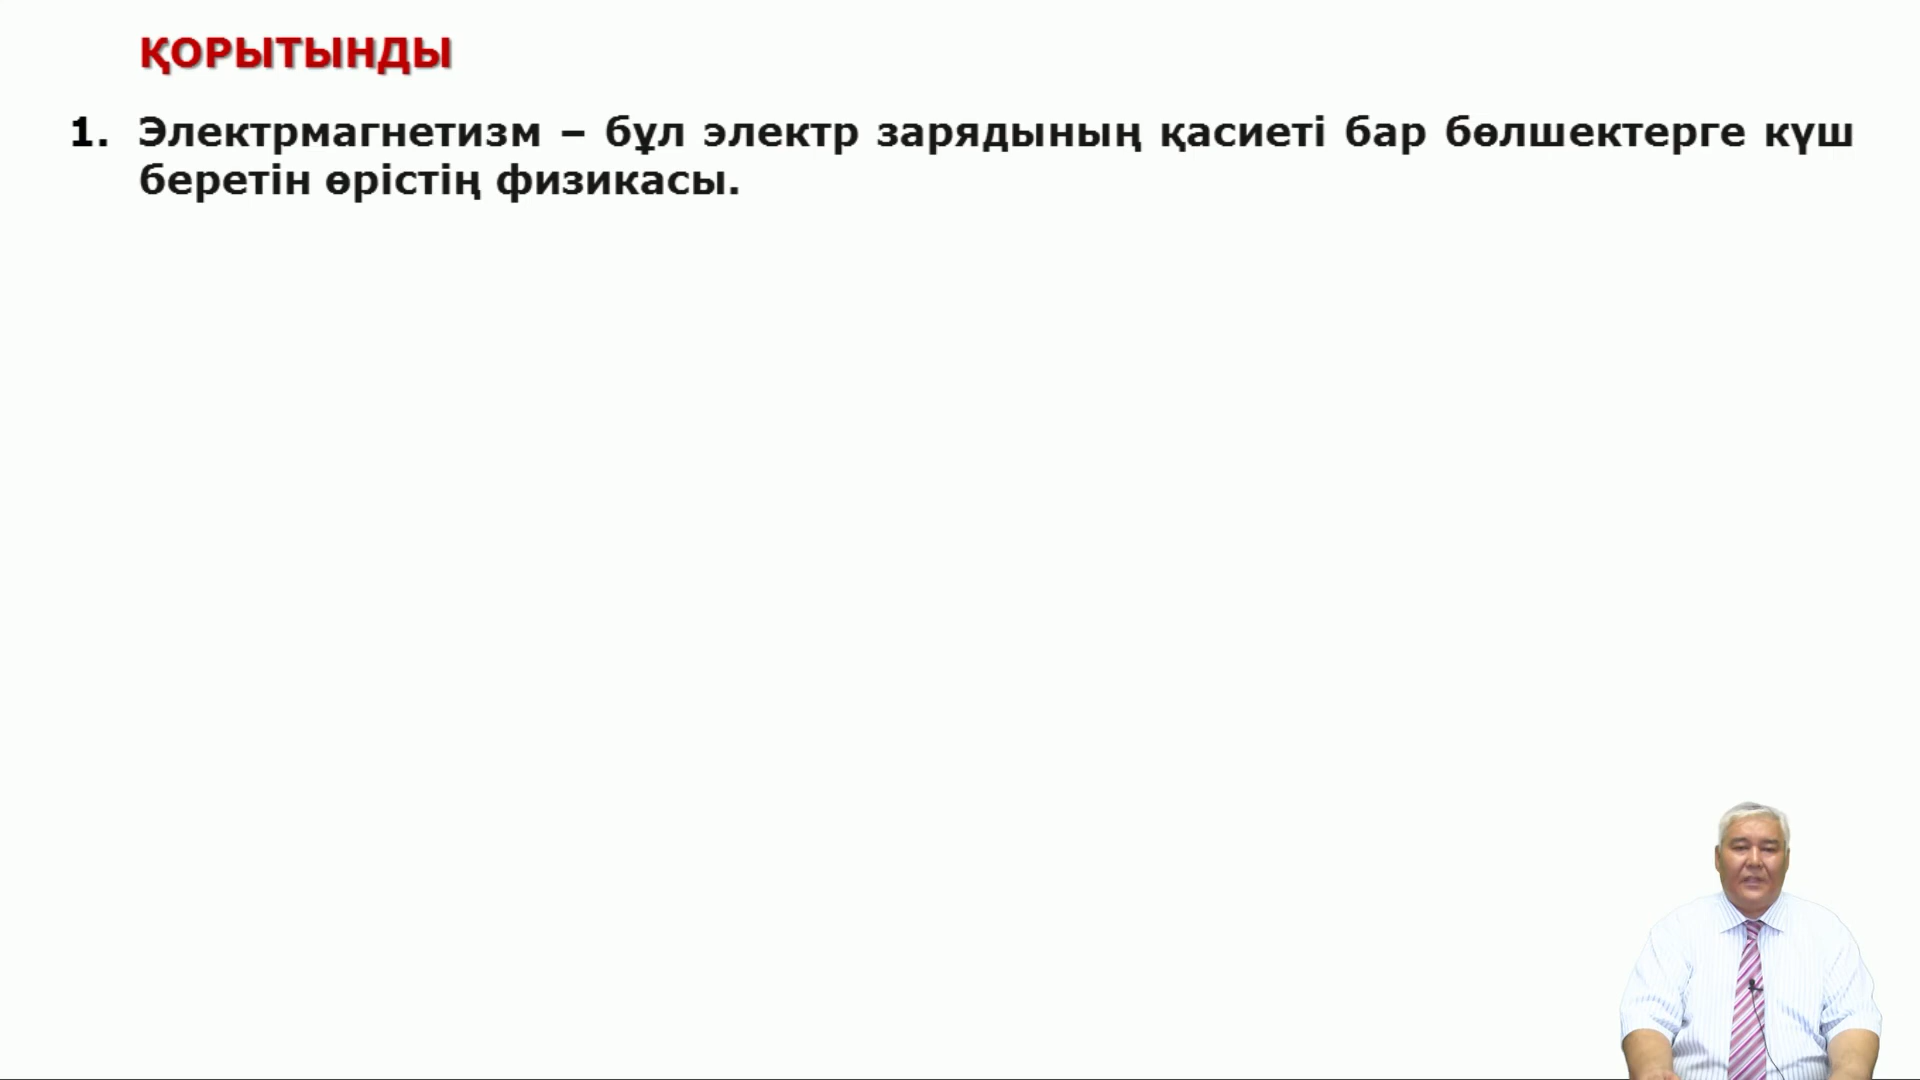 ҚОРЫТЫНДЫ
1. Электрмагнетизм – бұл электр зарядының қасиеті бар бөлшектерге күш
беретін өрістің физикасы.